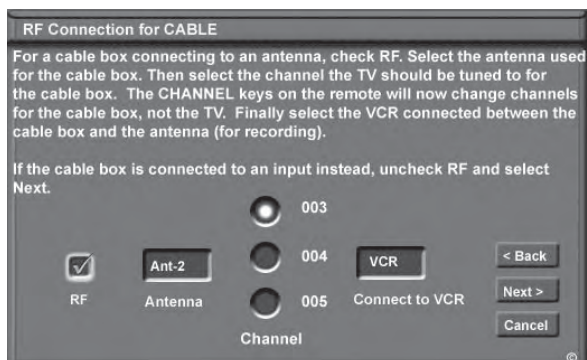 RF Connection for CABLE
For a cable box connecting to an antenna, check RF. Select the antenna used
for the cable box. Then select the channel the TV should be tuned to for
the cable box. The CHANNEL keys on the remote will now change channels
for the cable box, not the TV. Finally select the VCR connected between the
cable box and the antenna (for recording).
If the cable box is connected to an input instead, uncheck RF and select
Next.
003
Ant-2
004
VCR
< Back
RF
Antenna
005
Connect to VCR
Next >
Channel
Cancel
©